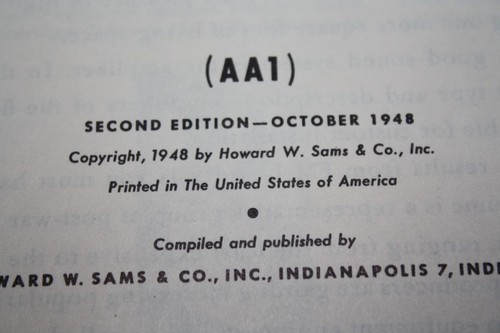 (AA1)
SECOND EDITION—OCTOBER 1948
Copyright, 1948 by Howard W. Sams & Co., Inc.
Printed in The United States of America
Compiled and published by
WARD W. SAMS & CO., INC., INDIANAPOLIS 7, INDI